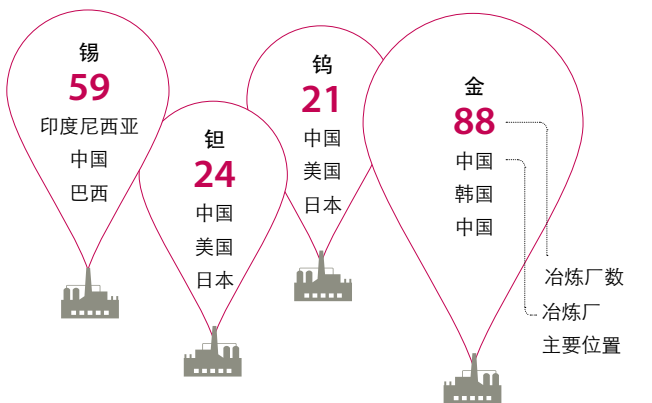 锡
59
印度尼西亚
中国
巴西
钽
24
中国
美国
日本
钨
21
中国
美国
日本
金
88
中国
韩国
中国
冶炼厂数
冶炼厂
主要位置